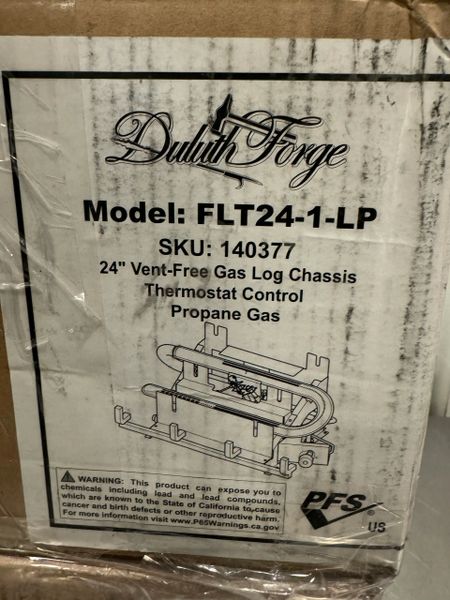 Duluth Forge
Model: FLT24-1-LP
SKU: 140377
24" Vent-Free Gas Log Chassis
Thermostat Control
Propane Gas
WARNING: This product can expose you to
chemicals including lead and lead compounds,
which are known to the State of California to cause
cancer and birth defects or other reproductive harm.
For more information visit www.P65Warnings.ca.gov
PFS®
US